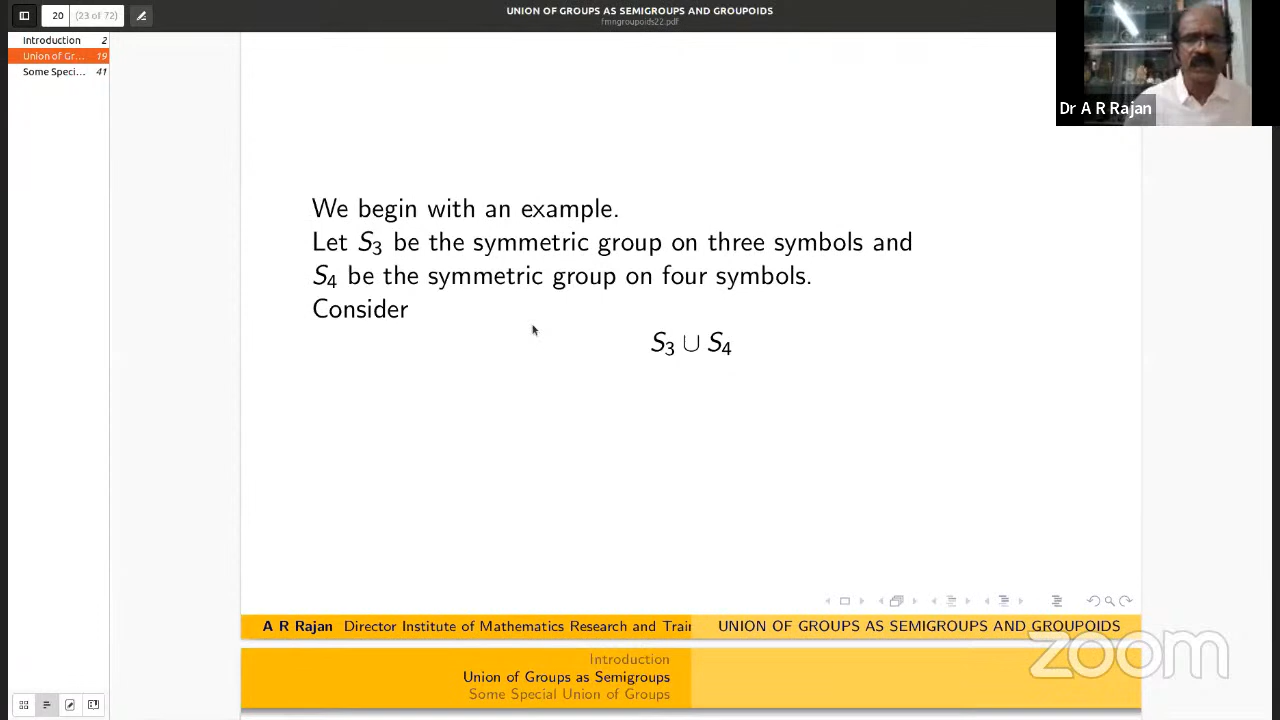 20 (23 of 72)
UNION OF GROUPS AS SEMIGROUPS AND GROUPOIDS
fmngroupoids22.pdf
Introduction 2
Union of Gr... 19
Some Speci... 41
Dr A R Rajan
We begin with an example.
Let S₃ be the symmetric group on three symbols and
S₄ be the symmetric group on four symbols.
Consider
S₃ ∪ S₄
A R Rajan Director Institute of Mathematics Research and Trai
UNION OF GROUPS AS SEMIGROUPS AND GROUPOIDS
zoom
Introduction
Union of Groups as Semigroups
Some Special Union of Groups